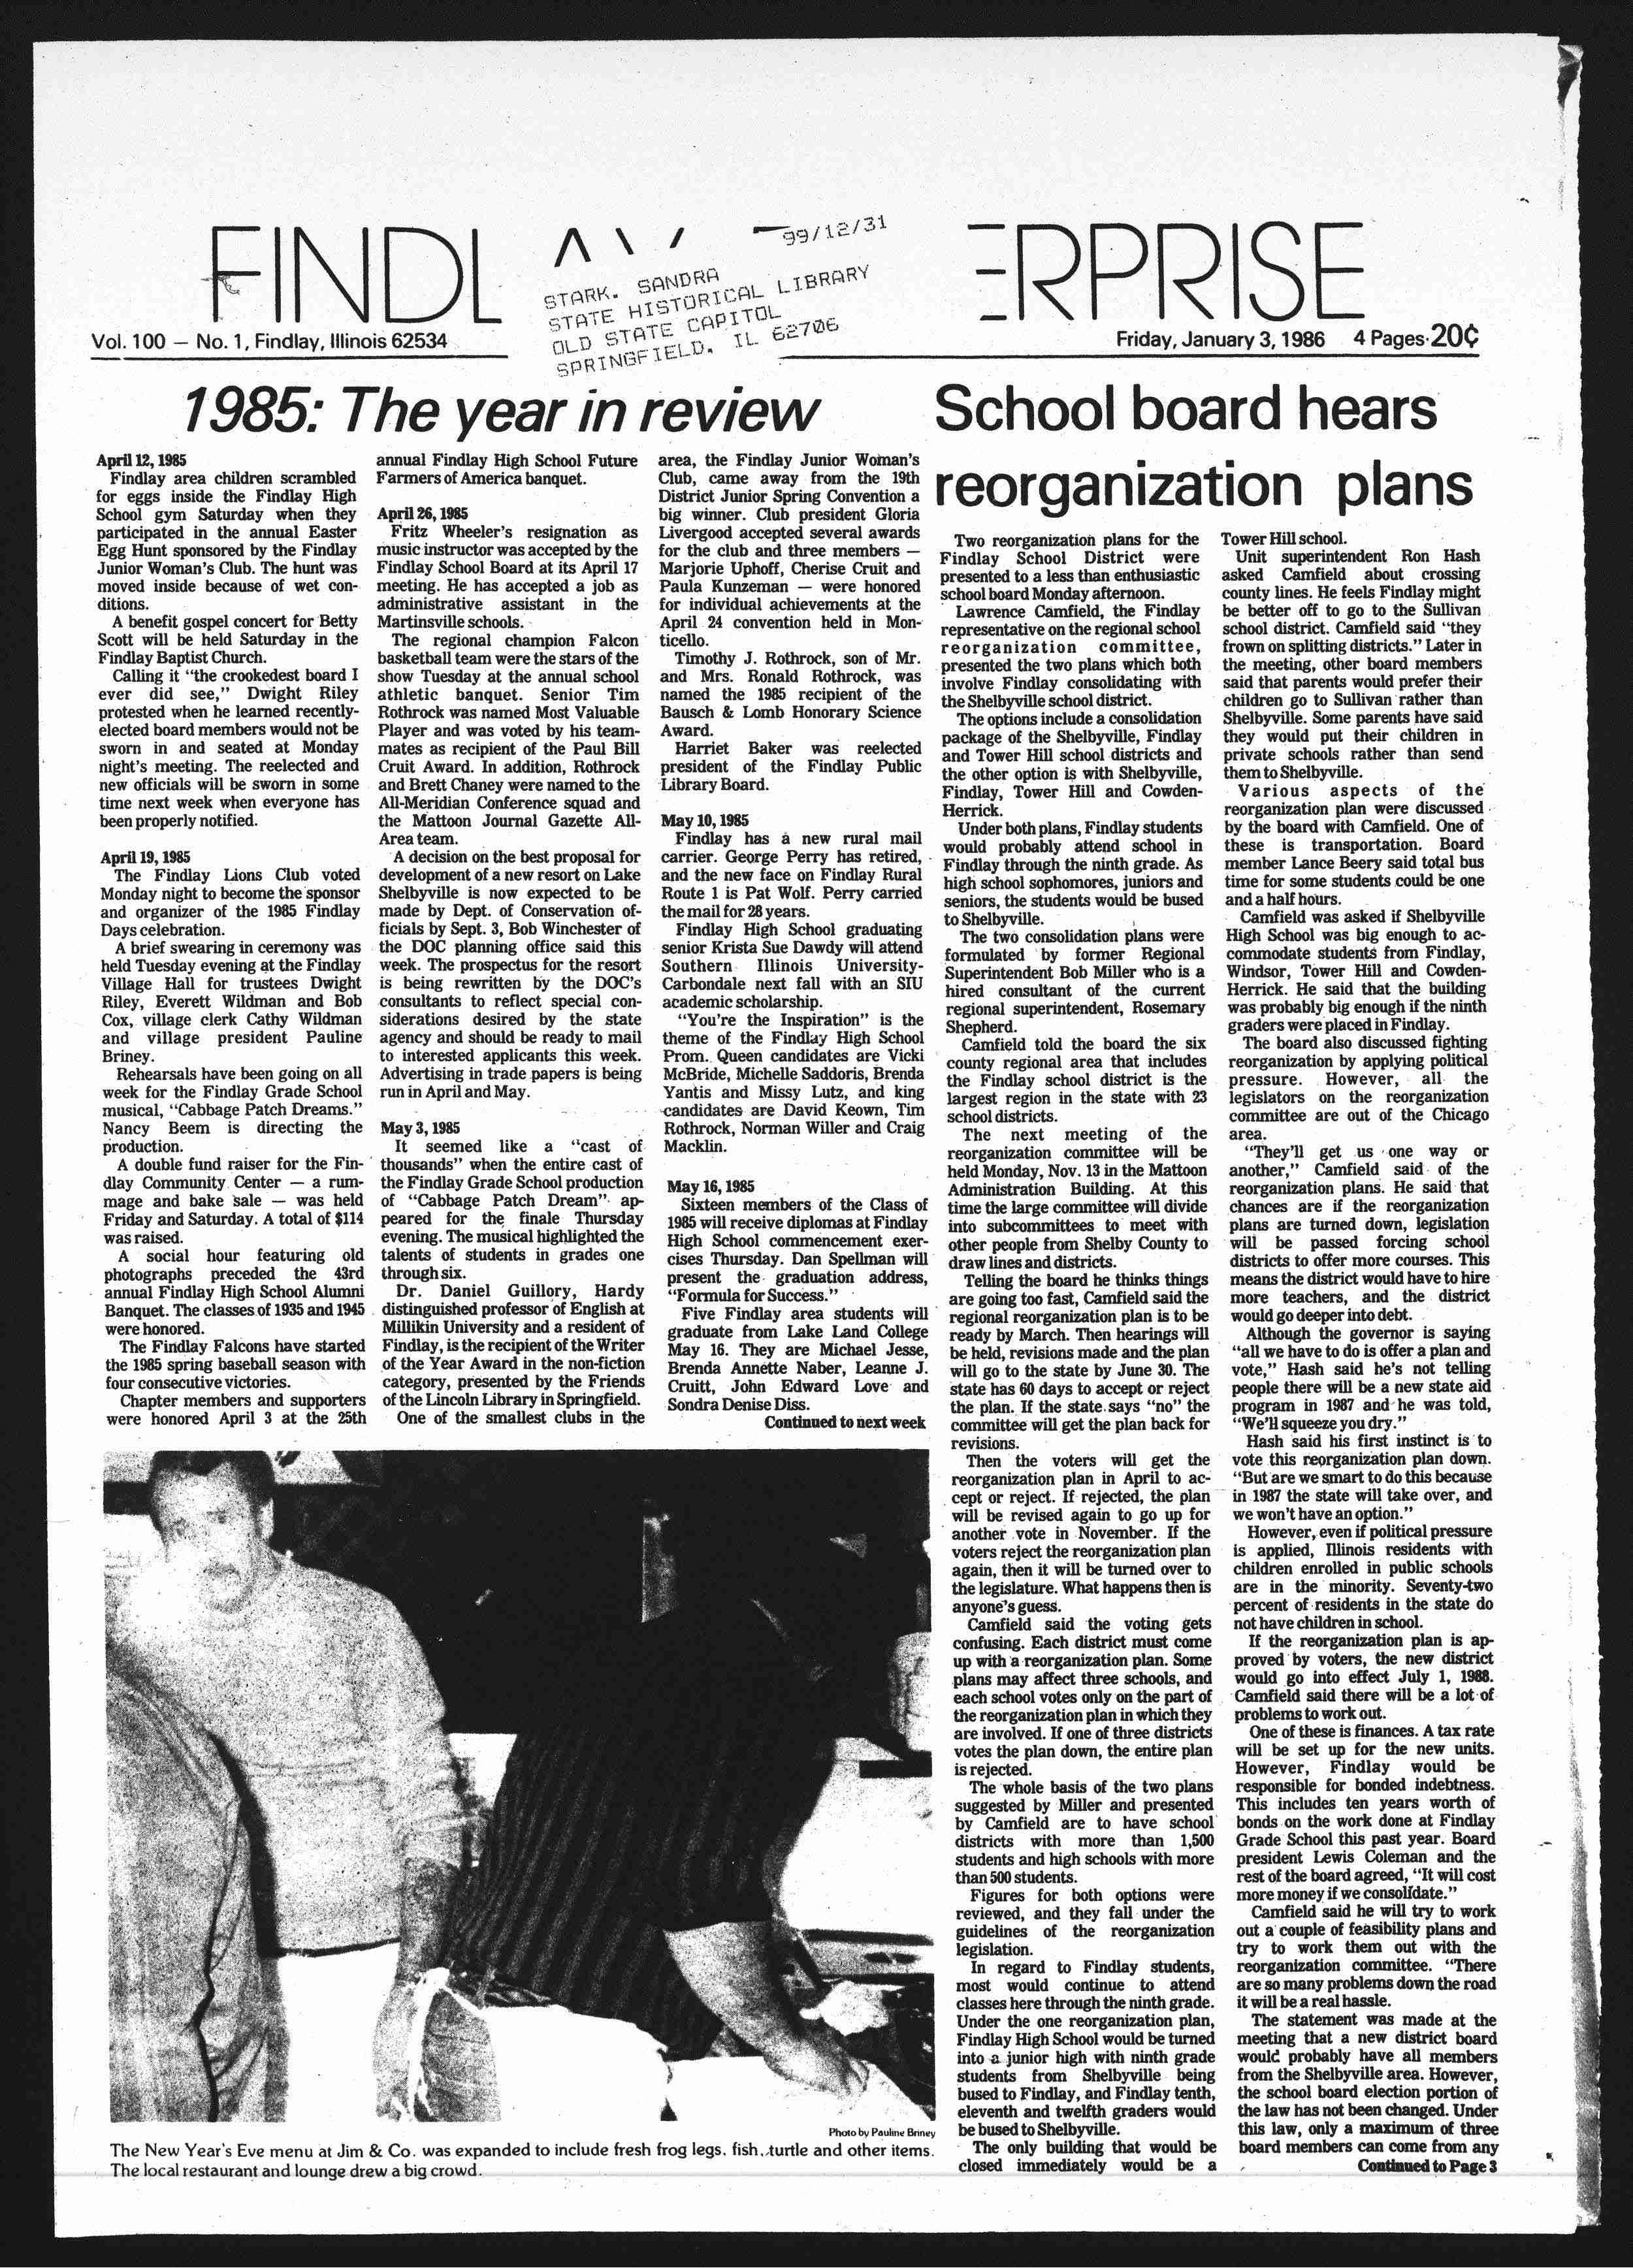 FINDL
ERPRISE
99/12/31
STARK. SANDRA
STATE HISTORICAL LIBRARY
OLD STATE CAPITOL
SPRINGFIELD. IL 62706
Vol. 100 — No. 1, Findlay, Illinois 62534
Friday, January 3, 1986 4 Pages 20¢
1985: The year in review
April 12, 1985
Findlay area children scrambled
for eggs inside the Findlay High
School gym Saturday when they
participated in the annual Easter
Egg Hunt sponsored by the Findlay
Junior Woman's Club. The hunt was
moved inside because of wet con-
ditions.
A benefit gospel concert for Betty
Scott will be held Saturday in the
Findlay Baptist Church.
Calling it "the crookedest board I
ever did see," Dwight Riley
protested when he learned recently-
elected board members would not be
sworn in and seated at Monday
night's meeting. The reelected and
new officials will be sworn in some
time next week when everyone has
been properly notified.
April 19, 1985
The Findlay Lions Club voted
Monday night to become the sponsor
and organizer of the 1985 Findlay
Days celebration.
A brief swearing in ceremony was
held Tuesday evening at the Findlay
Village Hall for trustees Dwight
Riley, Everett Wildman and Bob
Cox, village clerk Cathy Wildman
and village president Pauline
Briney.
Rehearsals have been going on all
week for the Findlay Grade School
musical, "Cabbage Patch Dreams."
Nancy Beem is directing the
production.
A double fund raiser for the Fin-
dlay Community Center — a rum-
mage and bake sale — was held
Friday and Saturday. A total of $114
was raised.
A social hour featuring old
photographs preceded the 43rd
annual Findlay High School Alumni
Banquet. The classes of 1935 and 1945
were honored.
The Findlay Falcons have started
the 1985 spring baseball season with
four consecutive victories.
Chapter members and supporters
were honored April 3 at the 25th
annual Findlay High School Future
Farmers of America banquet.
April 26, 1985
Fritz Wheeler's resignation as
music instructor was accepted by the
Findlay School Board at its April 17
meeting. He has accepted a job as
administrative assistant in the
Martinsville schools.
The regional champion Falcon
basketball team were the stars of the
show Tuesday at the annual school
athletic banquet. Senior Tim
Rothrock was named Most Valuable
Player and was voted by his team-
mates as recipient of the Paul Bill
Cruit Award. In addition, Rothrock
and Brett Chaney were named to the
All-Meridian Conference squad and
the Mattoon Journal Gazette All-
Area team.
A decision on the best proposal for
development of a new resort on Lake
Shelbyville is now expected to be
made by Dept. of Conservation of-
ficials by Sept. 3, Bob Winchester of
the DOC planning office said this
week. The prospectus for the resort
is being rewritten by the DOC's
consultants to reflect special con-
siderations desired by the state
agency and should be ready to mail
to interested applicants this week.
Advertising in trade papers is being
run in April and May.
May 3, 1985
It seemed like a "cast of
thousands" when the entire cast of
the Findlay Grade School production
of "Cabbage Patch Dream" ap-
peared for the finale Thursday
evening. The musical highlighted the
talents of students in grades one
through six.
Dr. Daniel Guillory, Hardy
distinguished professor of English at
Millikin University and a resident of
Findlay, is the recipient of the Writer
of the Year Award in the non-fiction
category, presented by the Friends
of the Lincoln Library in Springfield.
One of the smallest clubs in the
area, the Findlay Junior Woman's
Club, came away from the 19th
District Junior Spring Convention a
big winner. Club president Gloria
Livergood accepted several awards
for the club and three members —
Marjorie Uphoff, Cherise Cruit and
Paula Kunzeman — were honored
for individual achievements at the
April 24 convention held in Mon-
ticello.
Timothy J. Rothrock, son of Mr.
and Mrs. Ronald Rothrock, was
named the 1985 recipient of the
Bausch & Lomb Honorary Science
Award.
Harriet Baker was reelected
president of the Findlay Public
Library Board.
May 10, 1985
Findlay has a new rural mail
carrier. George Perry has retired,
and the new face on Findlay Rural
Route 1 is Pat Wolf. Perry carried
the mail for 28 years.
Findlay High School graduating
senior Krista Sue Dawdy will attend
Southern Illinois University-
Carbondale next fall with an SIU
academic scholarship.
"You're the Inspiration" is the
theme of the Findlay High School
Prom. Queen candidates are Vicki
McBride, Michelle Saddoris, Brenda
Yantis and Missy Lutz, and king
candidates are David Keown, Tim
Rothrock, Norman Willer and Craig
Macklin.
May 16, 1985
Sixteen members of the Class of
1985 will receive diplomas at Findlay
High School commencement exer-
cises Thursday. Dan Spellman will
present the graduation address,
"Formula for Success."
Five Findlay area students will
graduate from Lake Land College
May 16. They are Michael Jesse,
Brenda Annette Naber, Leanne J.
Cruitt, John Edward Love and
Sondra Denise Diss.
Continued to next week
Photo by Pauline Briney
The New Year's Eve menu at Jim & Co. was expanded to include fresh frog legs, fish, turtle and other items.
The local restaurant and lounge drew a big crowd.
School board hears
reorganization plans
Two reorganization plans for the
Findlay School District were
presented to a less than enthusiastic
school board Monday afternoon.
Lawrence Camfield, the Findlay
representative on the regional school
reorganization committee,
presented the two plans which both
involve Findlay consolidating with
the Shelbyville school district.
The options include a consolidation
package of the Shelbyville, Findlay
and Tower Hill school districts and
the other option is with Shelbyville,
Findlay, Tower Hill and Cowden-
Herrick.
Under both plans, Findlay students
would probably attend school in
Findlay through the ninth grade. As
high school sophomores, juniors and
seniors, the students would be bused
to Shelbyville.
The two consolidation plans were
formulated by former Regional
Superintendent Bob Miller who is a
hired consultant of the current
regional superintendent, Rosemary
Shepherd.
Camfield told the board the six
county regional area that includes
the Findlay school district is the
largest region in the state with 23
school districts.
The next meeting of the
reorganization committee will be
held Monday, Nov. 13 in the Mattoon
Administration Building. At this
time the large committee will divide
into subcommittees to meet with
other people from Shelby County to
draw lines and districts.
Telling the board he thinks things
are going too fast, Camfield said the
regional reorganization plan is to be
ready by March. Then hearings will
be held, revisions made and the plan
will go to the state by June 30. The
state has 60 days to accept or reject
the plan. If the state says "no" the
committee will get the plan back for
revisions.
Then the voters will get the
reorganization plan in April to ac-
cept or reject. If rejected, the plan
will be revised again to go up for
another vote in November. If the
voters reject the reorganization plan
again, then it will be turned over to
the legislature. What happens then is
anyone's guess.
Camfield said the voting gets
confusing. Each district must come
up with a reorganization plan. Some
plans may affect three schools, and
each school votes only on the part of
the reorganization plan in which they
are involved. If one of three districts
votes the plan down, the entire plan
is rejected.
The whole basis of the two plans
suggested by Miller and presented
by Camfield are to have school
districts with more than 1,500
students and high schools with more
than 500 students.
Figures for both options were
reviewed, and they fall under the
guidelines of the reorganization
legislation.
In regard to Findlay students,
most would continue to attend
classes here through the ninth grade.
Under the one reorganization plan,
Findlay High School would be turned
into a junior high with ninth grade
students from Shelbyville being
bused to Findlay, and Findlay tenth,
eleventh and twelfth graders would
be bused to Shelbyville.
The only building that would be
closed immediately would be a
Tower Hill school.
Unit superintendent Ron Hash
asked Camfield about crossing
county lines. He feels Findlay might
be better off to go to the Sullivan
school district. Camfield said "they
frown on splitting districts." Later in
the meeting, other board members
said that parents would prefer their
children go to Sullivan rather than
Shelbyville. Some parents have said
they would put their children in
private schools rather than send
them to Shelbyville.
Various aspects of the
reorganization plan were discussed
by the board with Camfield. One of
these is transportation. Board
member Lance Beery said total bus
time for some students could be one
and a half hours.
Camfield was asked if Shelbyville
High School was big enough to ac-
commodate students from Findlay,
Windsor, Tower Hill and Cowden-
Herrick. He said that the building
was probably big enough if the ninth
graders were placed in Findlay.
The board also discussed fighting
reorganization by applying political
pressure. However, all the
legislators on the reorganization
committee are out of the Chicago
area.
"They'll get us one way or
another," Camfield said of the
reorganization plans. He said that
chances are if the reorganization
plans are turned down, legislation
will be passed forcing school
districts to offer more courses. This
means the district would have to hire
more teachers, and the district
would go deeper into debt.
Although the governor is saying
"all we have to do is offer a plan and
vote," Hash said he's not telling
people there will be a new state aid
program in 1987 and he was told,
"We'll squeeze you dry."
Hash said his first instinct is to
vote this reorganization plan down.
"But are we smart to do this because
in 1987 the state will take over, and
we won't have an option."
However, even if political pressure
is applied, Illinois residents with
children enrolled in public schools
are in the minority. Seventy-two
percent of residents in the state do
not have children in school.
If the reorganization plan is ap-
proved by voters, the new district
would go into effect July 1, 1988.
Camfield said there will be a lot of
problems to work out.
One of these is finances. A tax rate
will be set up for the new units.
However, Findlay would be
responsible for bonded indebtness.
This includes ten years worth of
bonds on the work done at Findlay
Grade School this past year. Board
president Lewis Coleman and the
rest of the board agreed, "It will cost
more money if we consolidate."
Camfield said he will try to work
out a couple of feasibility plans and
try to work them out with the
reorganization committee. "There
are so many problems down the road
it will be a real hassle.
The statement was made at the
meeting that a new district board
would probably have all members
from the Shelbyville area. However,
the school board election portion of
the law has not been changed. Under
this law, only a maximum of three
board members can come from any
Continued to Page 3